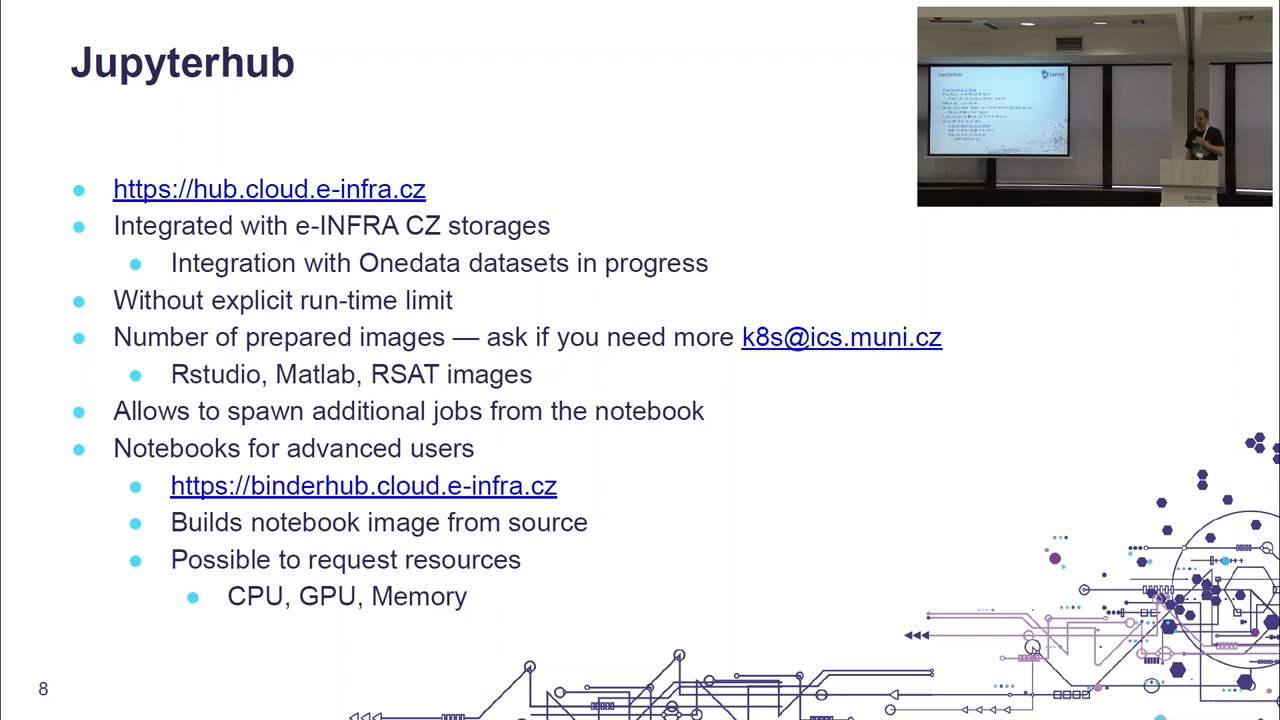 Jupyterhub
https://hub.cloud.e-infra.cz
Integrated with e-INFRA CZ storages
Integration with Onedata datasets in progress
Without explicit run-time limit
Number of prepared images — ask if you need more k8s@ics.muni.cz
Rstudio, Matlab, RSAT images
Allows to spawn additional jobs from the notebook
Notebooks for advanced users
https://binderhub.cloud.e-infra.cz
Builds notebook image from source
Possible to request resources
CPU, GPU, Memory
8
Jupyterhub
INFRA